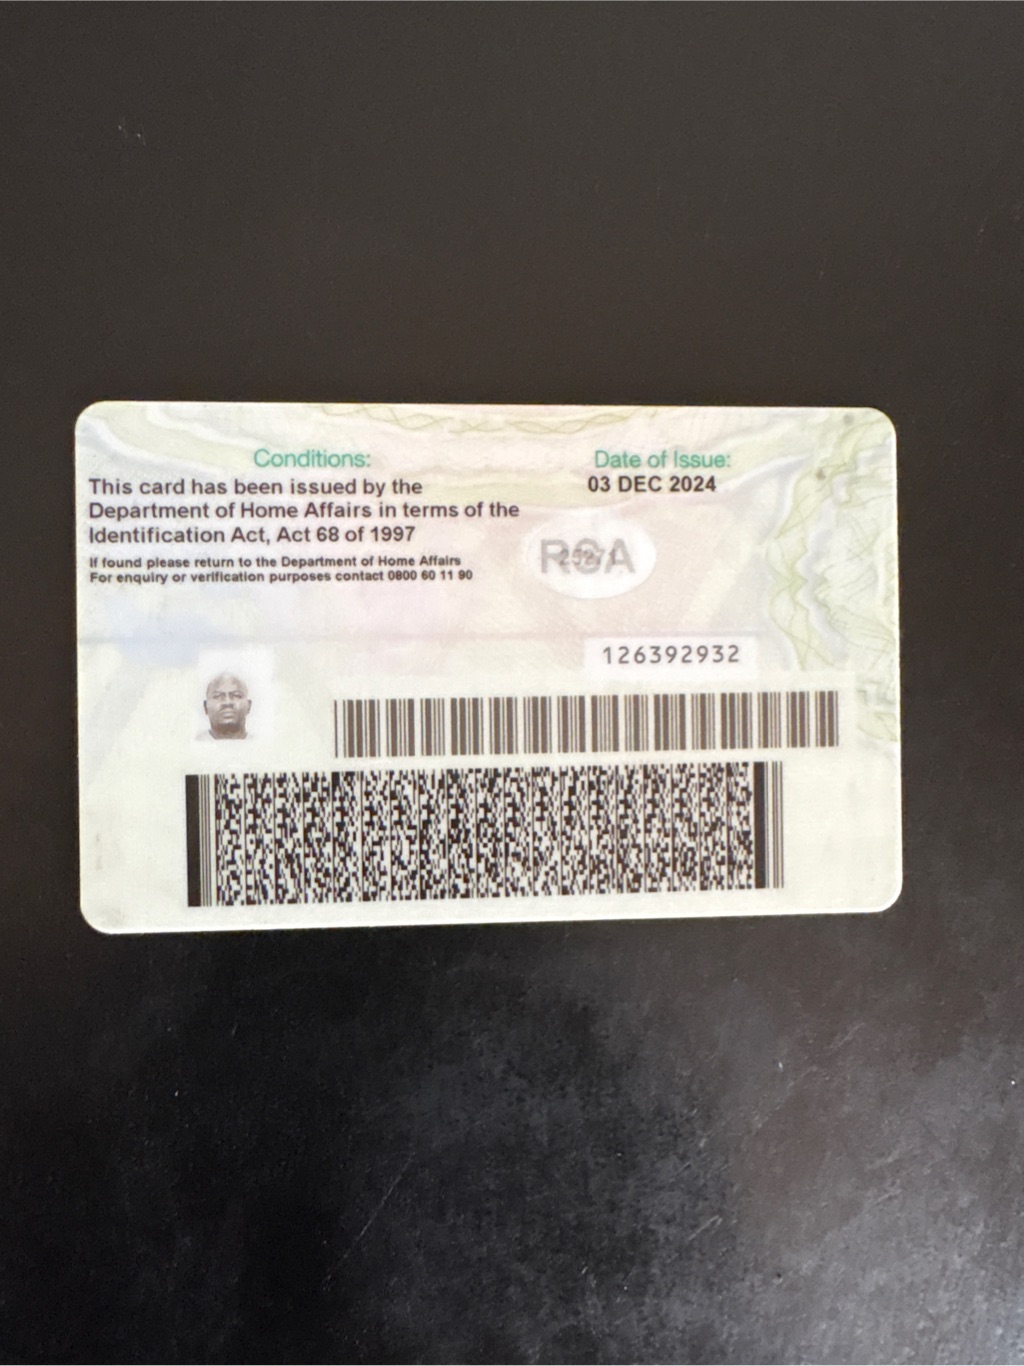 Conditions:
This card has been issued by the
Department of Home Affairs in terms of the
Identification Act, Act 68 of 1997
If found please return to the Department of Home Affairs
For enquiry or verification purposes contact 0800 60 11 90
Date of Issue:
03 DEC 2024
RSA
126392932